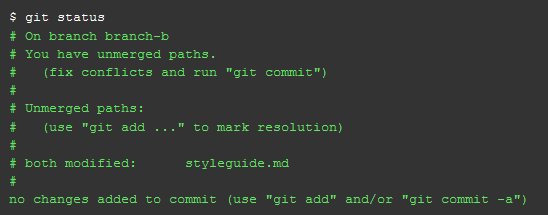 $ git status
# On branch branch-b
# You have unmerged paths.
#   (fix conflicts and run "git commit")
#
# Unmerged paths:
#   (use "git add ..." to mark resolution)
#
# both modified:      styleguide.md
#
no changes added to commit (use "git add" and/or "git commit -a")